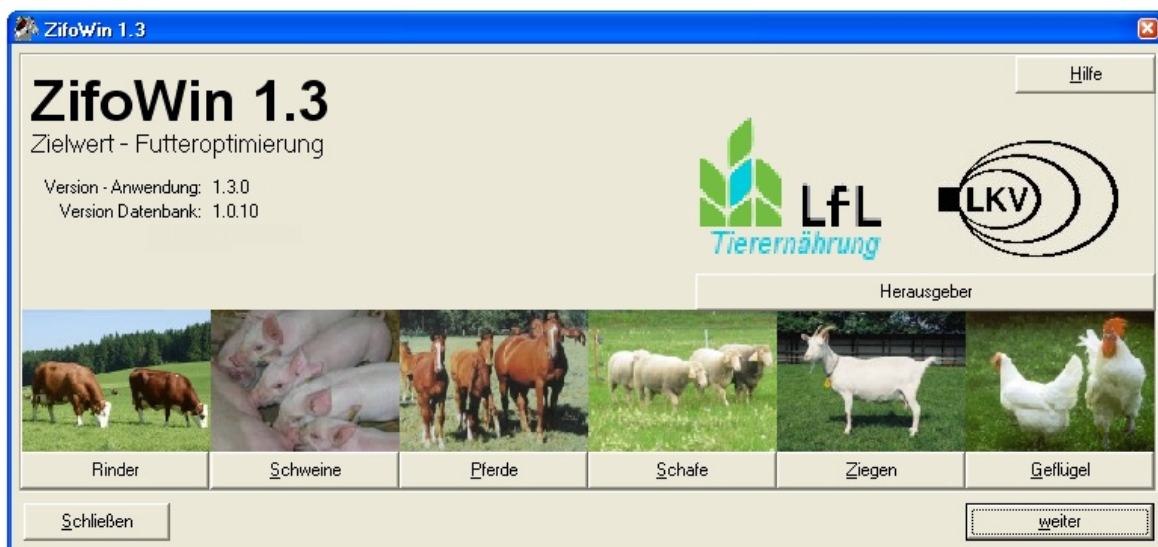 ZifoWin 1.3
Hilfe
ZifoWin 1.3
Zielwert - Futteroptimierung
Version - Anwendung: 1.3.0
Version Datenbank: 1.0.10
LfL
Tierernährung
LKV
Herausgeber
Rinder
Schweine
Pferde
Schafe
Ziegen
Geflügel
Schließen
weiter